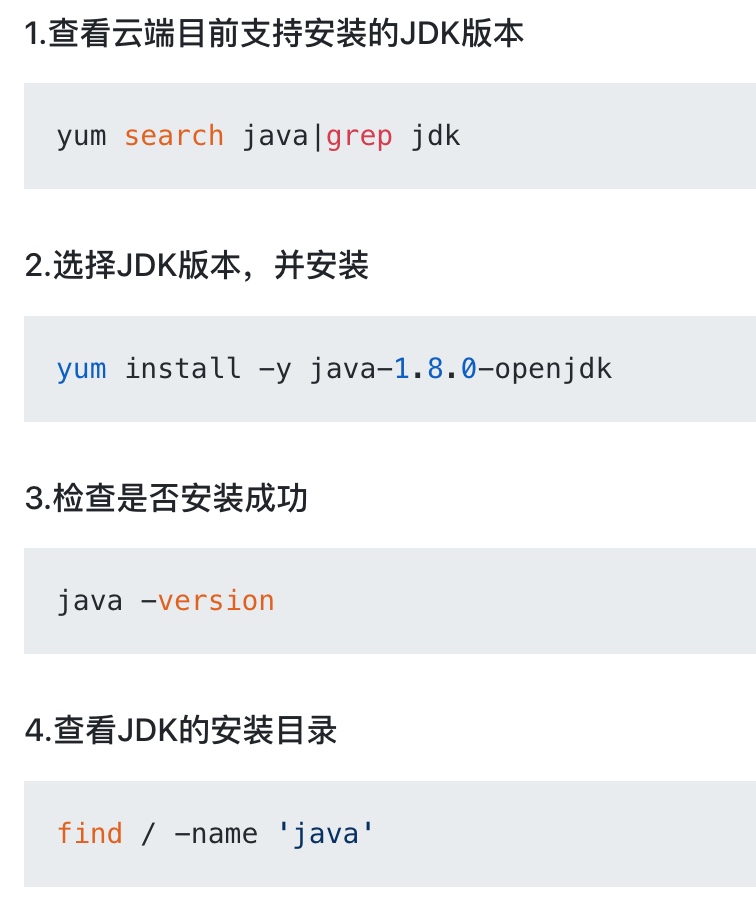 1.查看云端目前支持安装的JDK版本
yum search java|grep jdk
2.选择JDK版本，并安装
yum install -y java-1.8.0-openjdk
3.检查是否安装成功
java -version
4.查看JDK的安装目录
find / -name 'java'